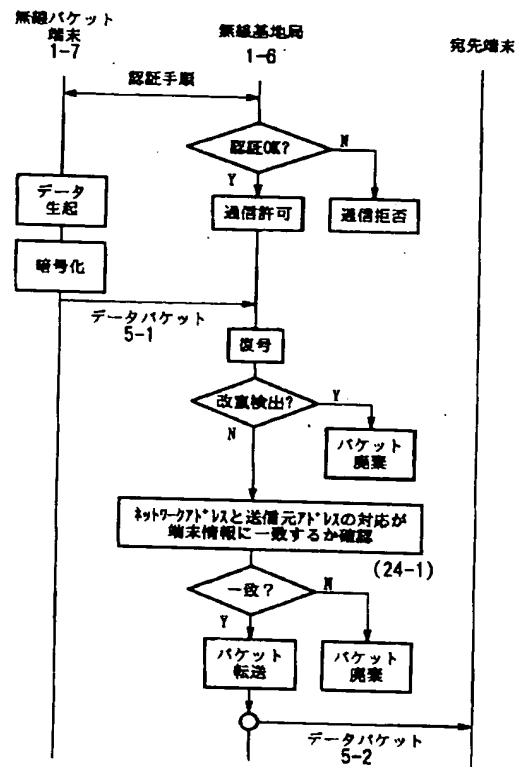 無線パケット
端末
1-7
無線基地局
1-6
宛先端末
認証手順
認証OK?
N
Y
データ
生起
通信許可
通信拒否
暗号化
データパケット
5-1
復号
改竄検出?
Y
N
パケット
廃棄
ネットワークアドレスと送信元アドレスの対応が
端末情報に一致するか確認
(24-1)
一致?
N
Y
パケット
転送
パケット
廃棄
データパケット
5-2